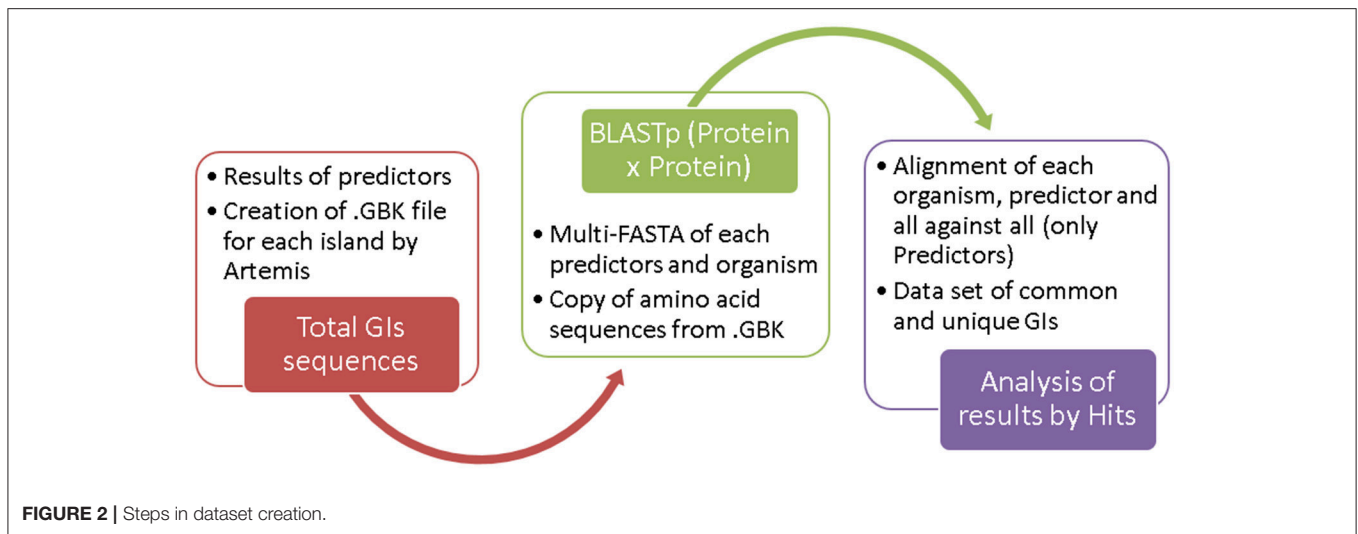 • Results of predictors
• Creation of .GBK file
for each island by
Artemis
Total GIs
sequences
BLASTp (Protein
x Protein)
• Multi-FASTA of each
predictors and organism
• Copy of amino acid
sequences from .GBK
• Alignment of each
organism, predictor and
all against all (only
Predictors)
• Data set of common
and unique GIs
Analysis of
results by Hits
FIGURE 2 | Steps in dataset creation.